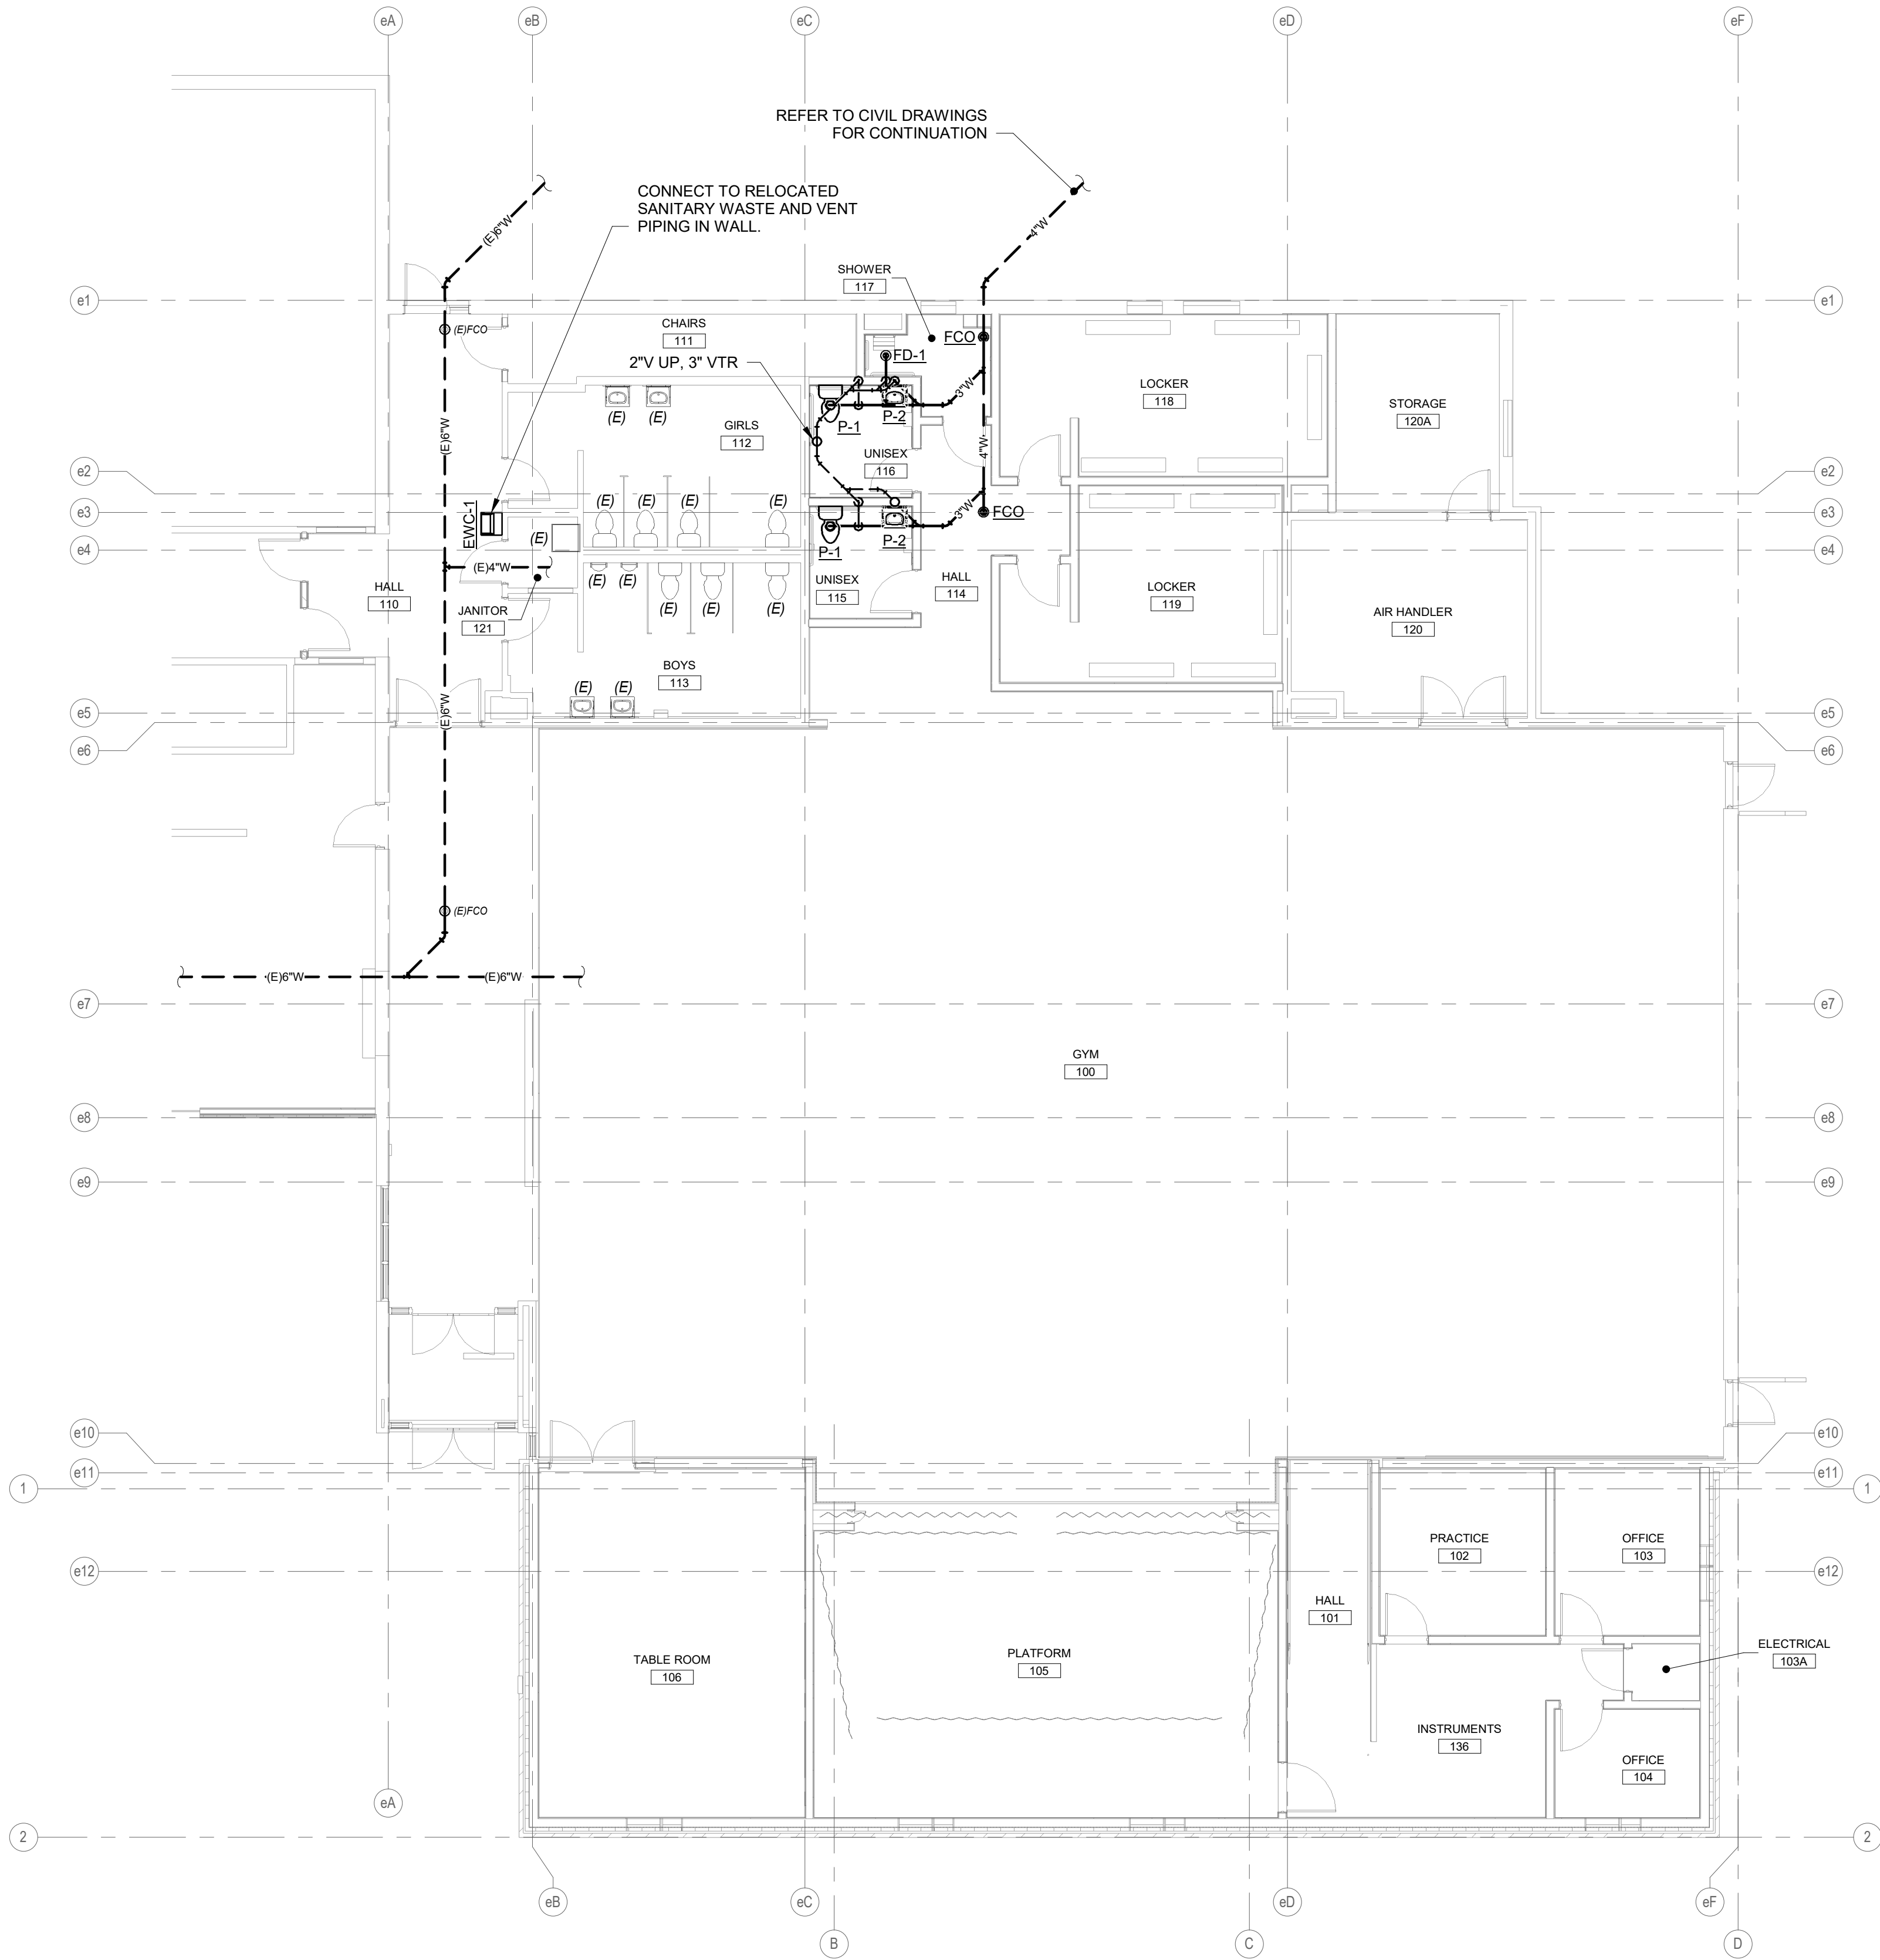 eA
eB
eC
eD
eF
REFER TO CIVIL DRAWINGS
FOR CONTINUATION
CONNECT TO RELOCATED
SANITARY WASTE AND VENT
PIPING IN WALL.
(E)6"W
4"W
SHOWER
117
e1
e1
(E)FCO
CHAIRS
111
FCO
2"V UP, 3" VTR
FD-1
LOCKER
118
STORAGE
120A
3"W
(E)
(E)
P-2
P-1
GIRLS
112
(E)6"W
4"W
UNISEX
116
e2
e2
(E)
(E)
(E)
(E)
e3
3"W
FCO
e3
EWC-1
(E)
P-2
P-1
e4
e4
(E)4"W
(E)
(E)
HALL
110
UNISEX
115
HALL
114
LOCKER
119
(E)
(E)
(E)
JANITOR
121
AIR HANDLER
120
BOYS
113
(E)
(E)
(E)6"W
e5
e5
e6
e6
(E)FCO
(E)6"W
(E)6"W
e7
e7
GYM
100
e8
e8
e9
e9
e10
e10
e11
e11
1
1
PRACTICE
102
OFFICE
103
e12
e12
HALL
101
ELECTRICAL
103A
TABLE ROOM
106
PLATFORM
105
INSTRUMENTS
136
OFFICE
104
eA
2
2
eB
eC
eD
eF
B
C
D